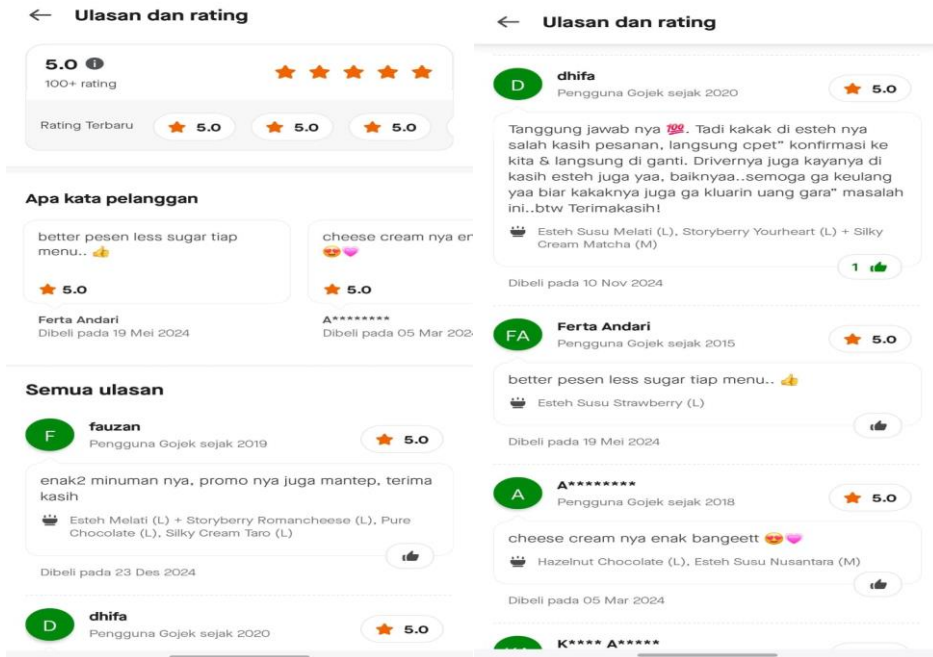 Ulasan dan rating
5.0
100+ rating
Rating Terbaru
5.0
5.0
5.0
Apa kata pelanggan
better pesen less sugar tiap
menu.. 👍
5.0
Ferta Andari
Dibeli pada 19 Mei 2024
cheese cream nya en
😍💗
5.0
A********
Dibeli pada 05 Mar 202
Semua ulasan
F
fauzan
Pengguna Gojek sejak 2019
5.0
enak2 minuman nya, promo nya juga mantep, terima
kasih
Esteh Melati (L) + Storyberry Romancheese (L), Pure
Chocolate (L), Silky Cream Taro (L)
Dibeli pada 23 Des 2024
D
dhifa
Pengguna Gojek sejak 2020
5.0
Ulasan dan rating
D
dhifa
Pengguna Gojek sejak 2020
5.0
Tanggung jawab nya 💯. Tadi kakak di esteh nya
salah kasih pesanan, langsung cpet" konfirmasi ke
kita & langsung di ganti. Drivernya juga kayanya di
kasih esteh juga yaa, baiknyaa..semoga ga keulang
yaa biar kakaknya juga ga kluarin uang gara" masalah
ini..btw Terimakasih!
Esteh Susu Melati (L), Storyberry Yourheart (L) + Silky
Cream Matcha (M)
1
Dibeli pada 10 Nov 2024
FA
Ferta Andari
Pengguna Gojek sejak 2015
5.0
better pesen less sugar tiap menu.. 👍
Esteh Susu Strawberry (L)
Dibeli pada 19 Mei 2024
A
A********
Pengguna Gojek sejak 2018
5.0
cheese cream nya enak bangeett 😍💗
Hazelnut Chocolate (L), Esteh Susu Nusantara (M)
Dibeli pada 05 Mar 2024
K**** A*****